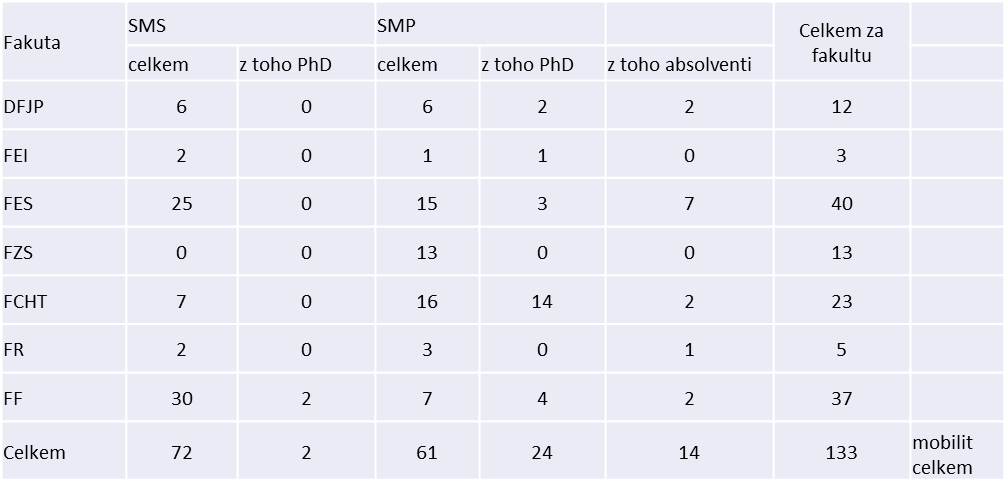 Fakuta SMS SMP Celkem za fakultu
celkem z toho PhD celkem z toho PhD z toho absolventi
DFJP 6 0 6 2 2 12
FEI 2 0 1 1 0 3
FES 25 0 15 3 7 40
FZS 0 0 13 0 0 13
FCHT 7 0 16 14 2 23
FR 2 0 3 0 1 5
FF 30 2 7 4 2 37
Celkem 72 2 61 24 14 133 mobilit celkem